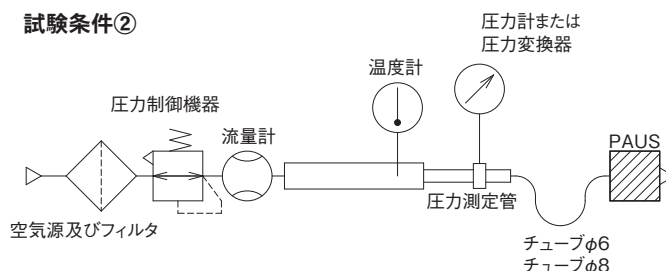 試験条件②
圧力計または
圧力変換器
温度計
圧力制御機器
流量計
PAUS
圧力測定管
空気源及びフィルタ
チューブφ6
チューブφ8